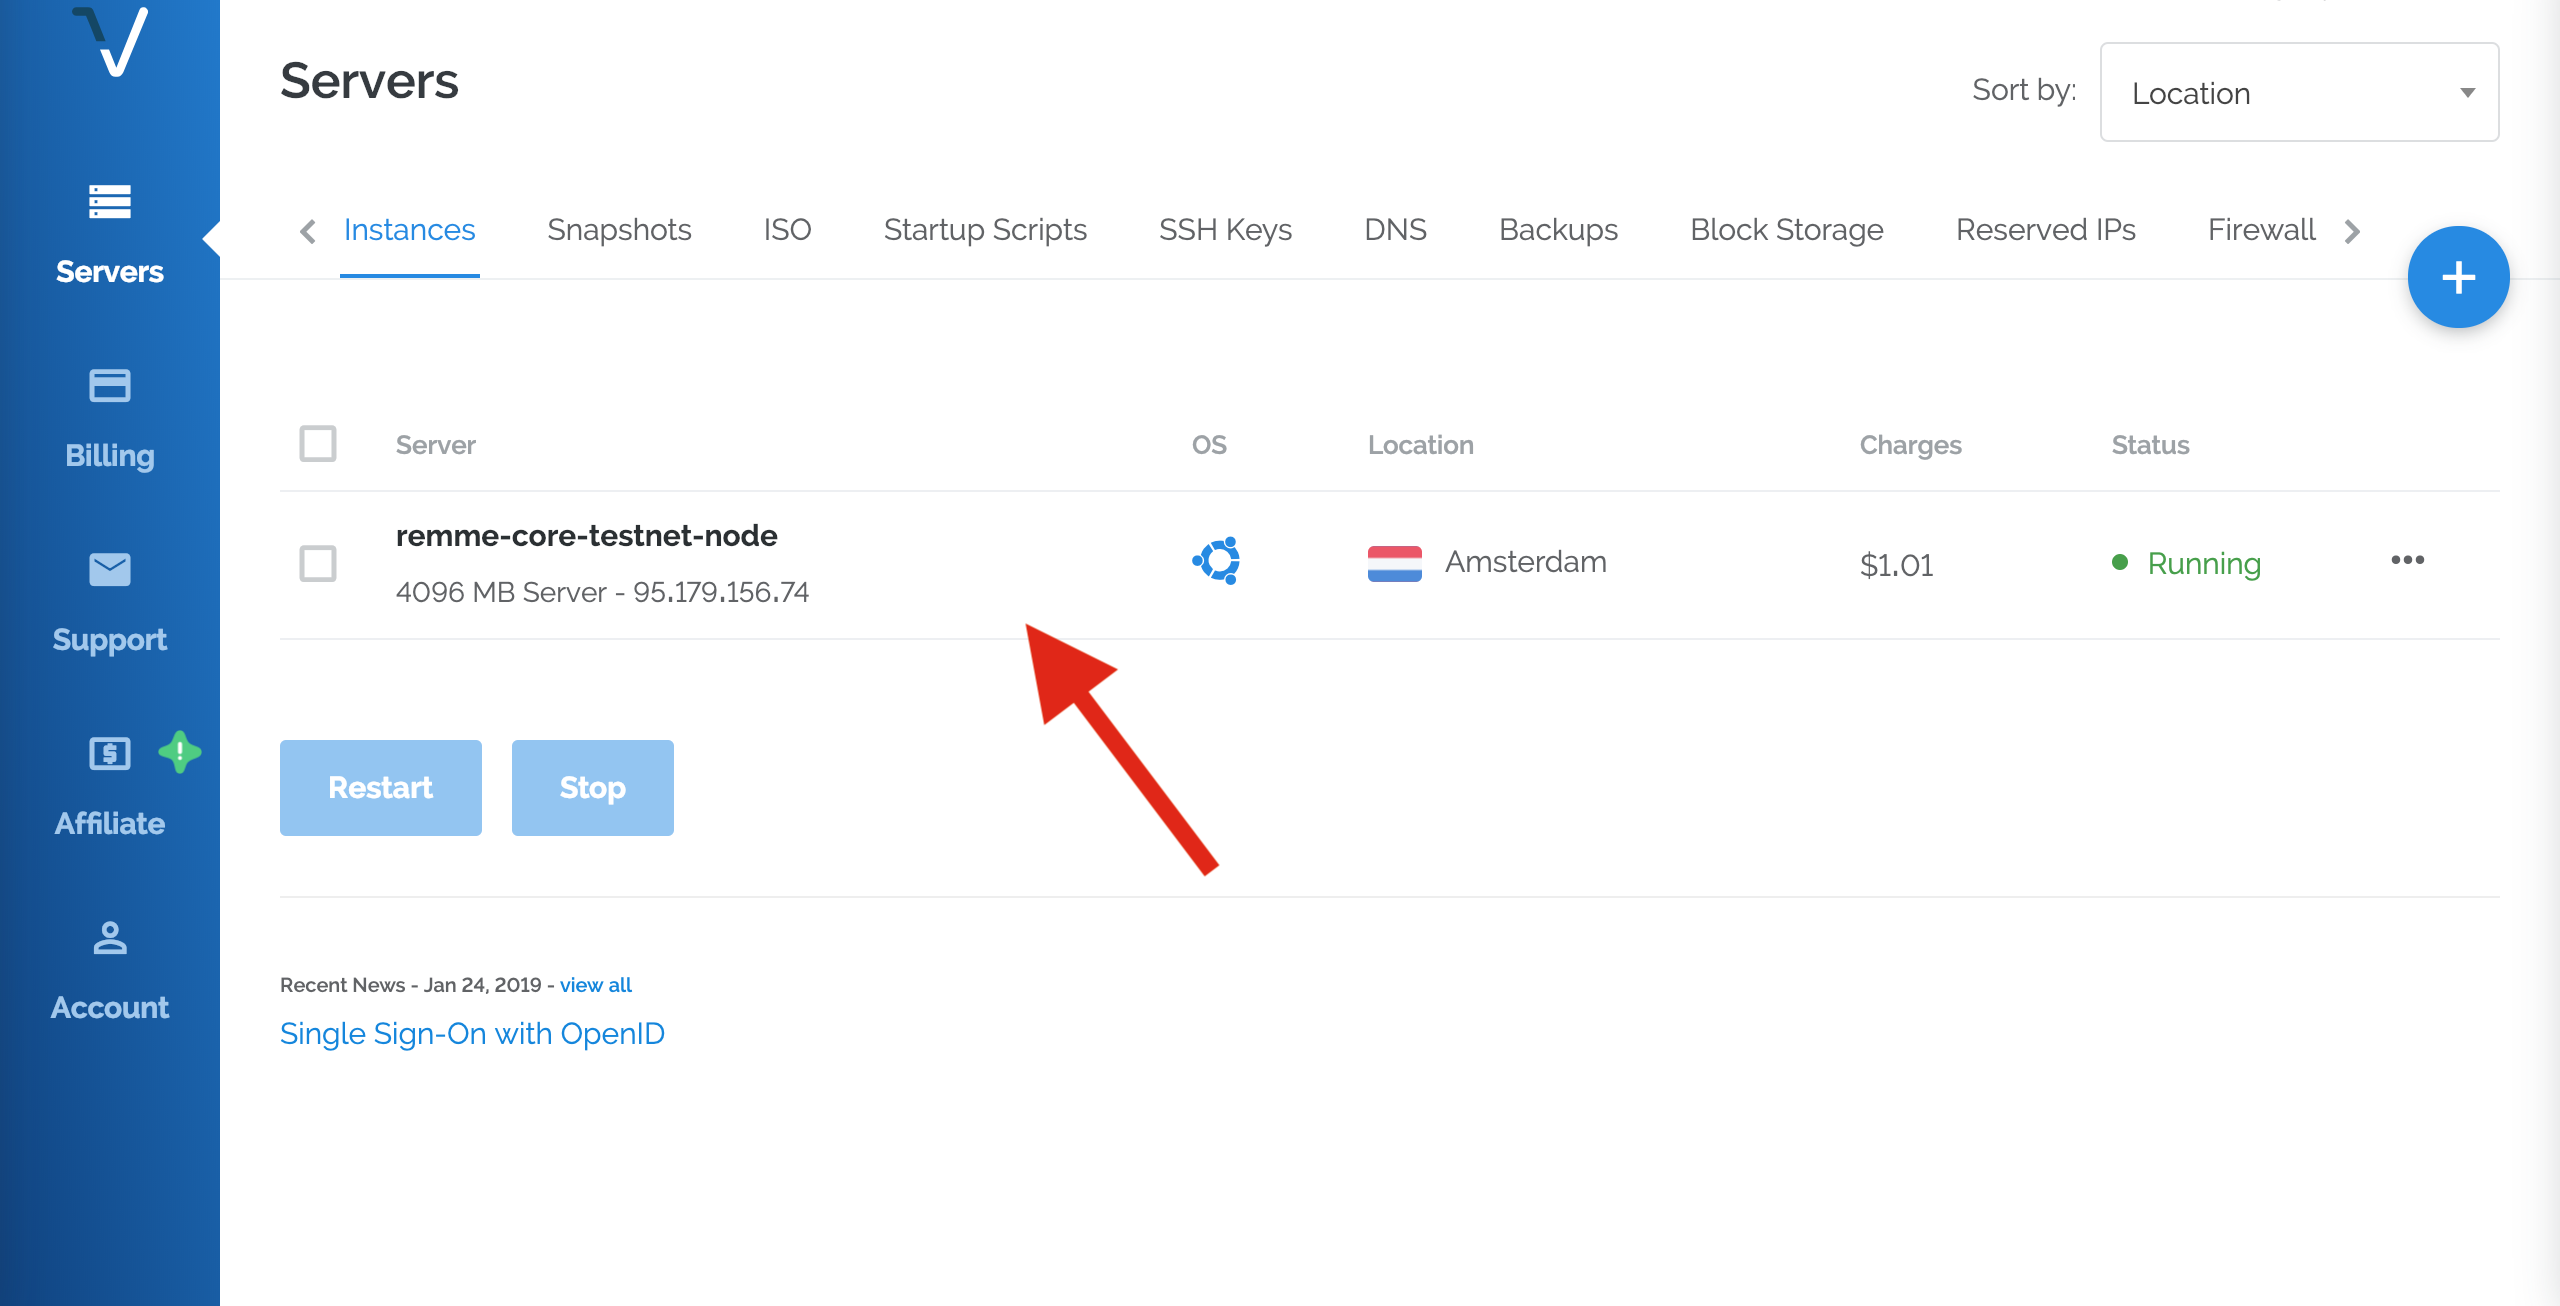 Servers
Sort by:
Location
Instances
Snapshots
ISO
Startup Scripts
SSH Keys
DNS
Backups
Block Storage
Reserved IPs
Firewall
Servers
Billing
Support
Affiliate
Account
Server
OS
Location
Charges
Status
remme-core-testnet-node
4096 MB Server - 95.179.156.74
Amsterdam
$1.01
Running
Restart
Stop
Recent News - Jan 24, 2019 - view all
Single Sign-On with OpenID